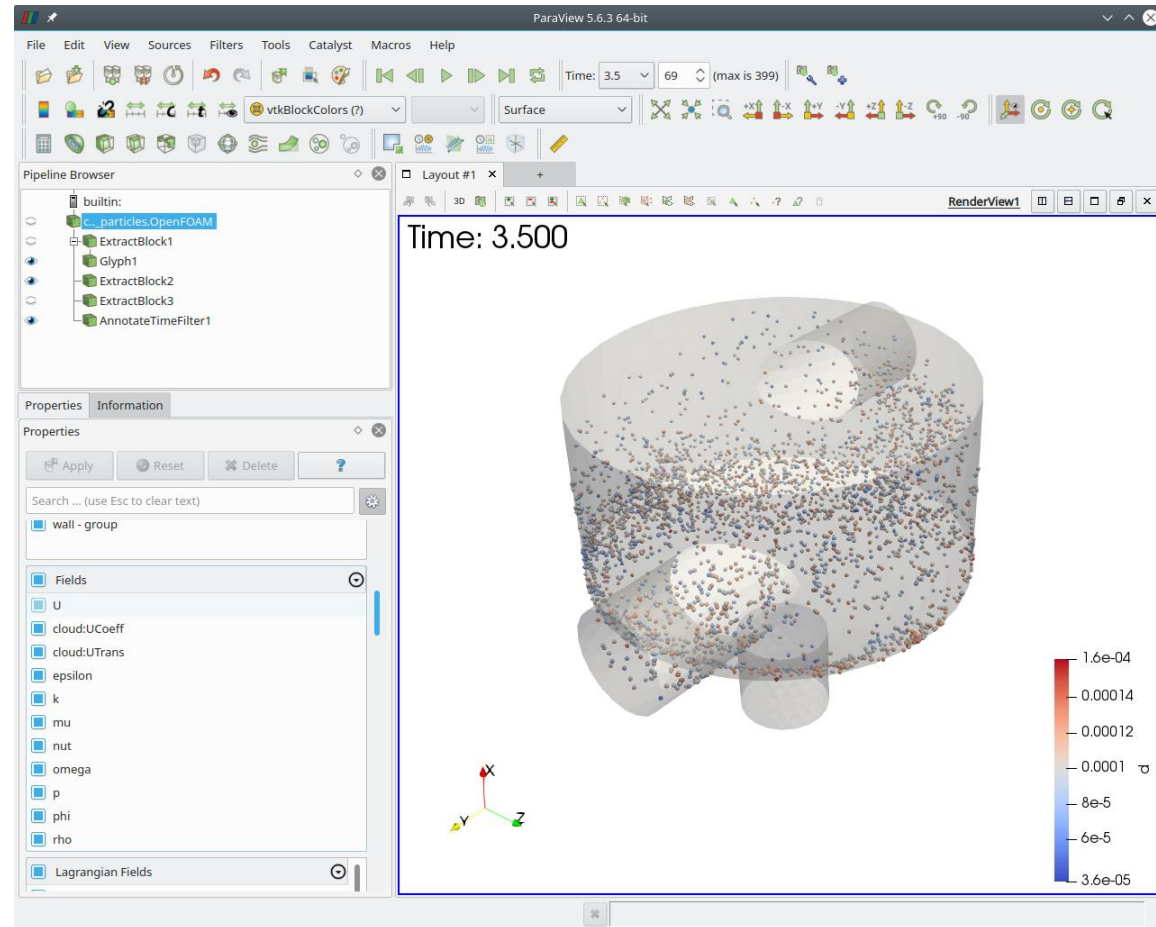 ParaView 5.6.3 64-bit
File Edit View Sources Filters Tools Catalyst Macros Help
Time: 3.5 69 (max is 399)
vtkBlockColors (?) Surface +X -X +Y -Y +Z -Z +90 -90
Pipeline Browser
builtin:
c.._particles.OpenFOAM
ExtractBlock1
Glyph1
ExtractBlock2
ExtractBlock3
AnnotateTimeFilter1
Properties Information
Properties
Apply Reset Delete ?
Search ... (use Esc to clear text)
wall - group
Fields
U
cloud:UCoeff
cloud:UTrans
epsilon
k
mu
nut
omega
p
phi
rho
Lagrangian Fields
Layout #1 × +
3D RenderView1
Time: 3.500
X
Y
Z
1.6e-04
0.00014
0.00012
0.0001
8e-5
6e-5
3.6e-05
d